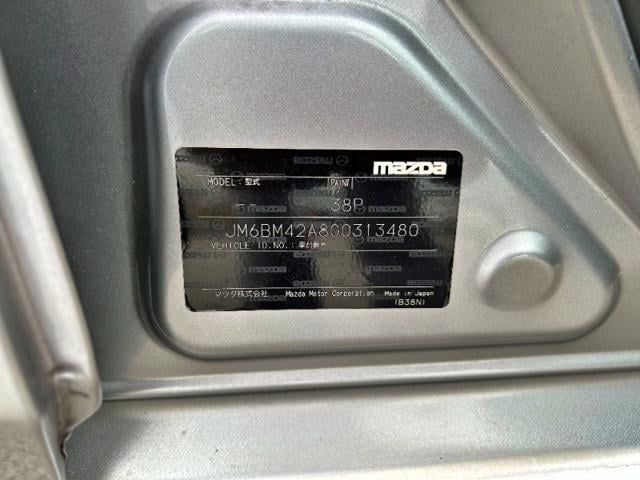 mazda
MODEL:型式 PAINT
-- 38P
JM6BM42A8G0313480
VEHICLE ID.NO.:車台番号
マツダ株式会社 Mazda Motor Corporation Made in Japan
(B38N)